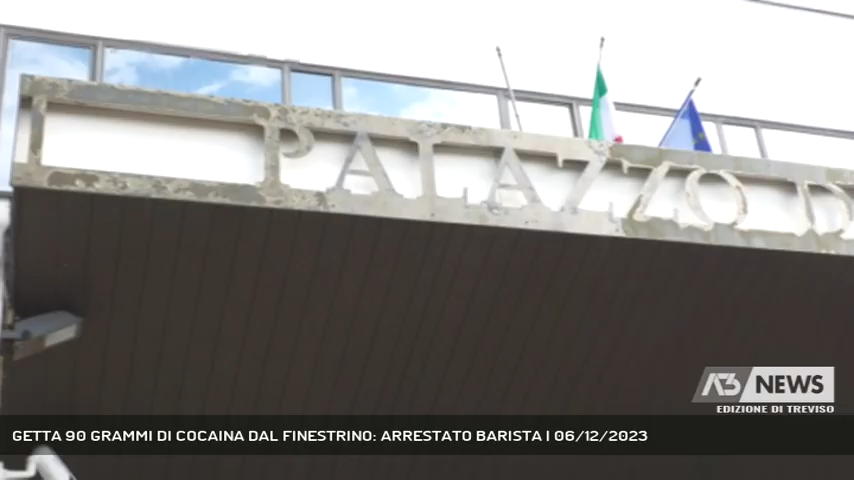 PALAZZO D
A3 NEWS
EDIZIONE DI TREVISO
GETTA 90 GRAMMI DI COCAINA DAL FINESTRINO: ARRESTATO BARISTA | 06/12/2023